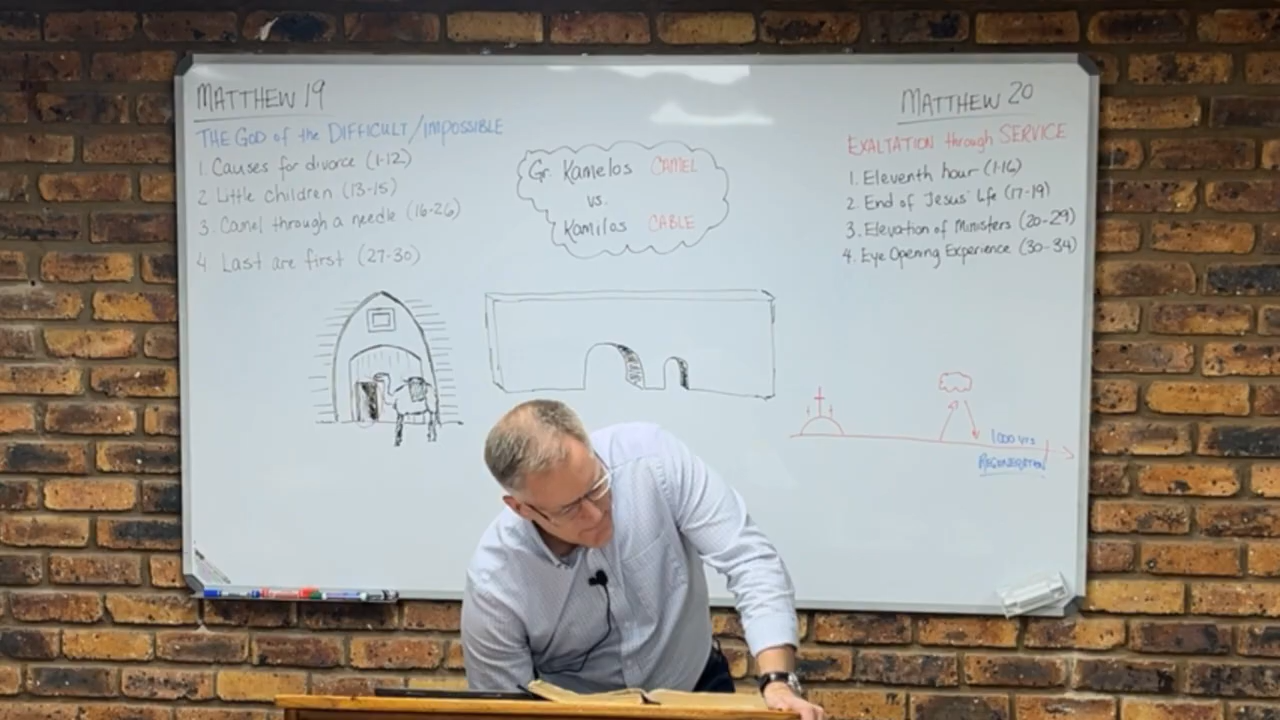 MATTHEW 19
THE GOD of the DIFFICULT/IMPOSSIBLE
1. Causes for divorce (1-12)
2. Little children (13-15)
3. Camel through a needle (16-26)
4. Last are first (27-30)
Gr. Kamelos CAMEL
vs.
Kamilos CABLE
MATTHEW 20
EXALTATION through SERVICE
1. Eleventh hour (1-16)
2. End of Jesus' Life (17-19)
3. Elevation of Ministers (20-29)
4. Eye Opening Experience (30-34)
1000 yrs
REGENERATION